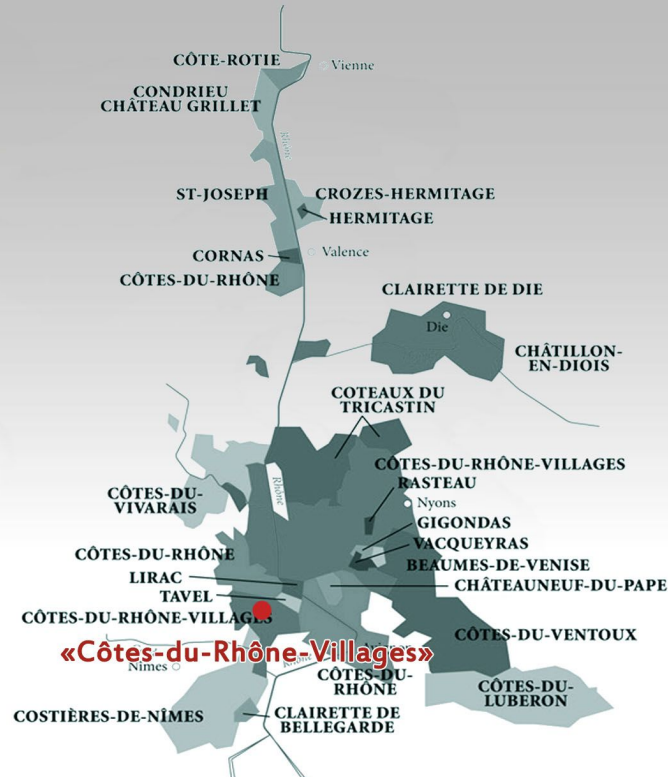 CÔTE-ROTIE
Vienne
CONDRIEU
CHÂTEAU GRILLET
Rhône
ST-JOSEPH
CROZES-HERMITAGE
HERMITAGE
CORNAS
Valence
CÔTES-DU-RHÔNE
CLAIRETTE DE DIE
Die
CHÂTILLON-
EN-DIOIS
COTEAUX DU
TRICASTIN
CÔTES-DU-RHÔNE-VILLAGES
RASTEAU
Rhône
CÔTES-DU-
VIVARAIS
Nyons
GIGONDAS
VACQUEYRAS
CÔTES-DU-RHÔNE
BEAUMES-DE-VENISE
LIRAC
CHÂTEAUNEUF-DU-PAPE
TAVEL
CÔTES-DU-RHÔNE-VILLAGES
CÔTES-DU-VENTOUX
«Côtes-du-Rhône-Villages»
Nîmes
Rhône
CÔTES-DU-
RHÔNE
CÔTES-DU-
LUBERON
COSTIÈRES-DE-NÎMES
CLAIRETTE DE
BELLEGARDE